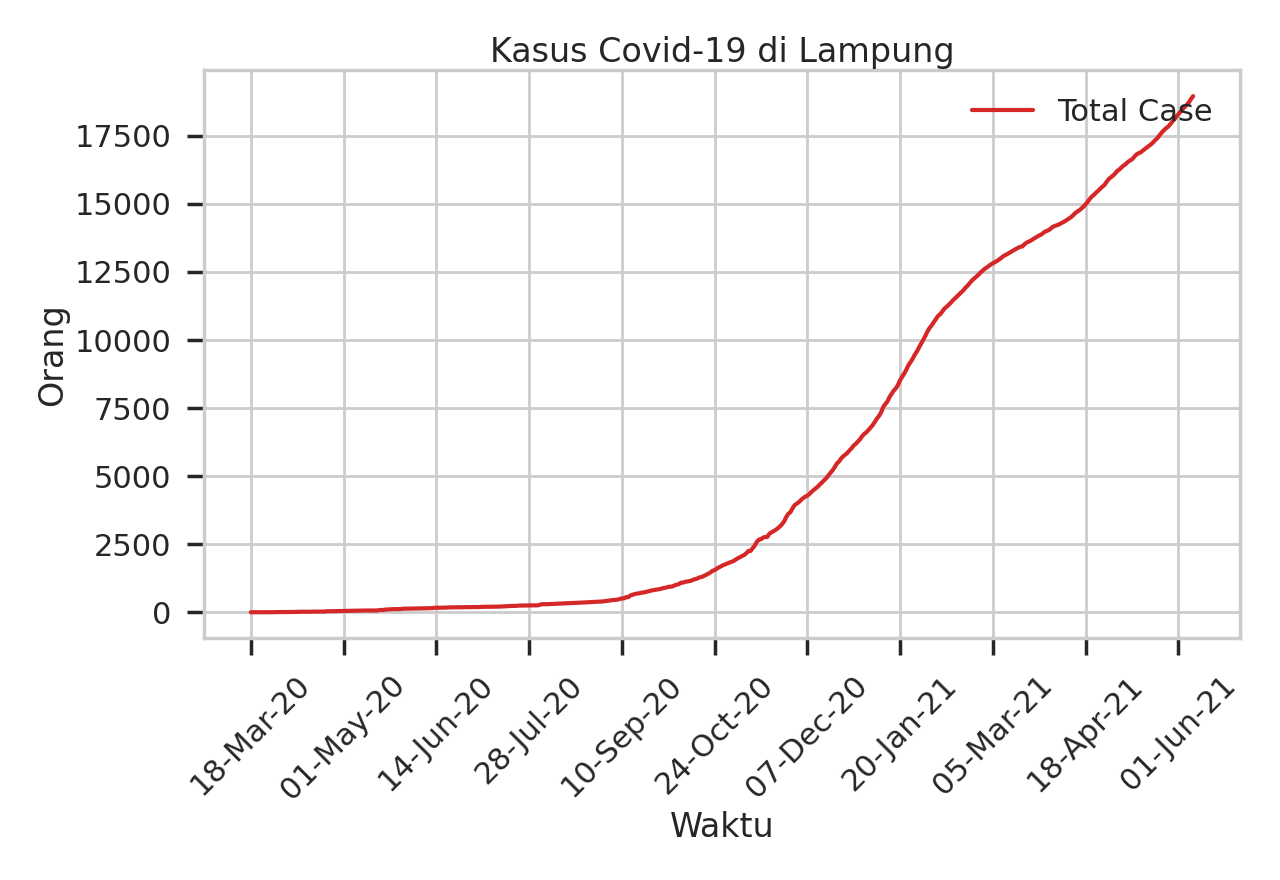 Kasus Covid-19 di Lampung
Total Case
17500
15000
12500
10000
7500
5000
2500
0
Orang
18-Mar-20
01-May-20
14-Jun-20
28-Jul-20
10-Sep-20
24-Oct-20
07-Dec-20
20-Jan-21
05-Mar-21
18-Apr-21
01-Jun-21
Waktu